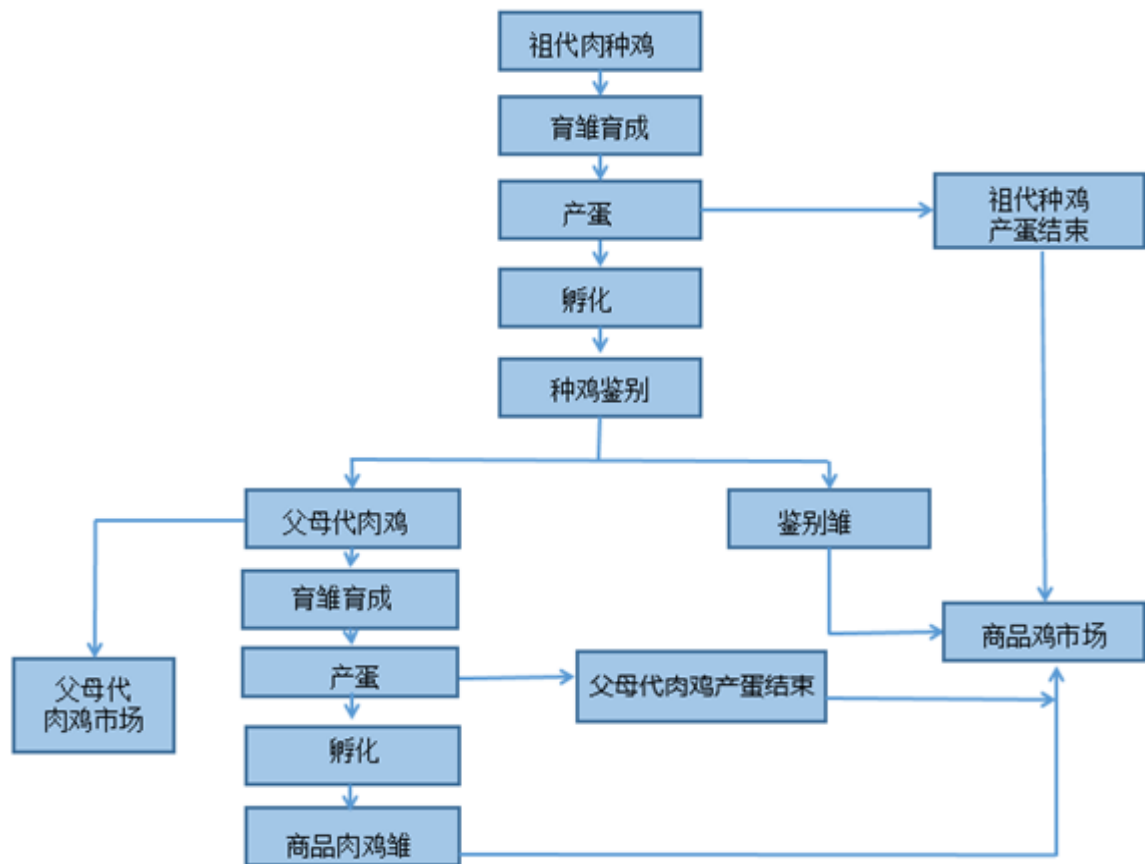 祖代肉种鸡
育雏育成
产蛋
祖代种鸡
产蛋结束
孵化
种鸡鉴别
父母代肉鸡
鉴别雏
育雏育成
商品鸡市场
父母代
肉鸡市场
产蛋
父母代肉鸡产蛋结束
孵化
商品肉鸡雏